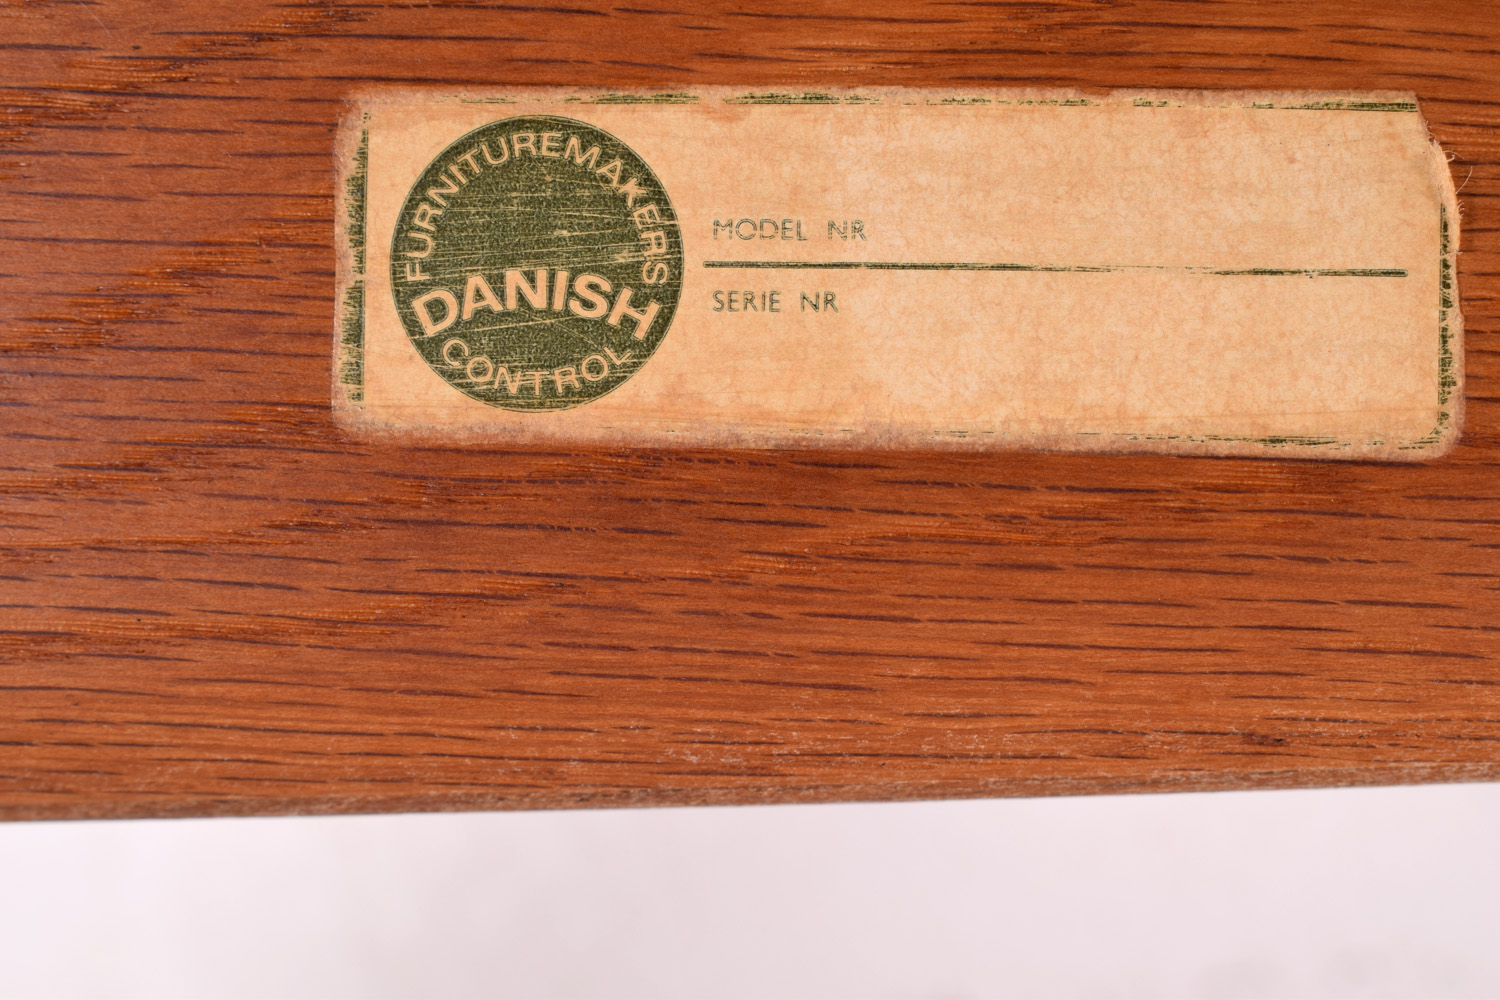 FURNITUREMAKERS
DANISH
CONTROL
MODEL NR
SERIE NR